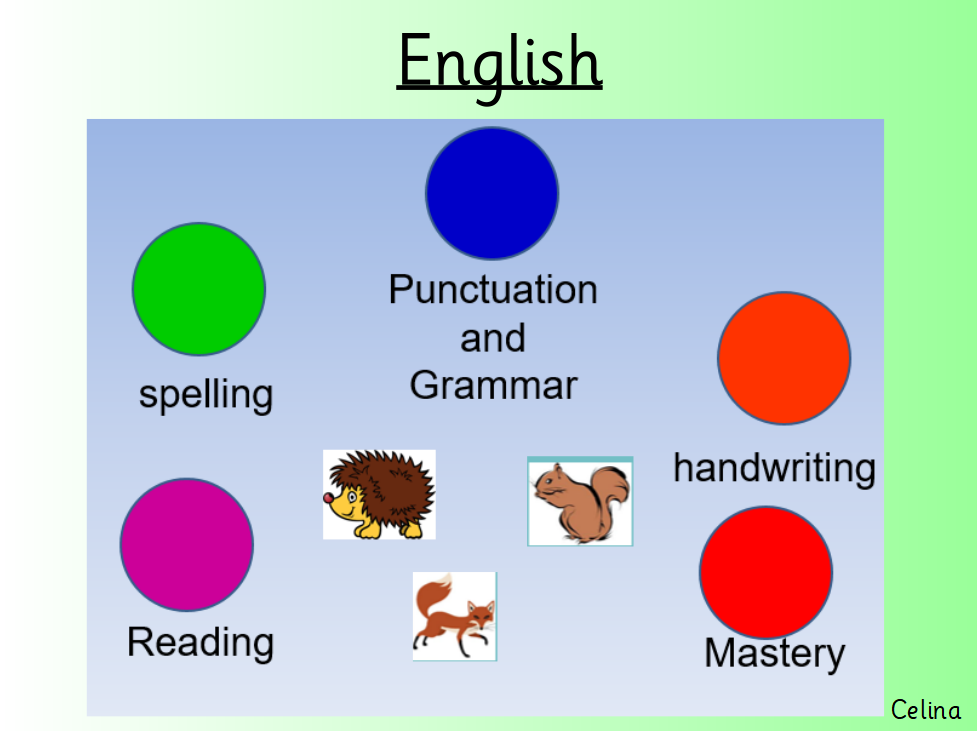 English
Punctuation
and
Grammar
spelling
handwriting
Reading
Mastery
Celina